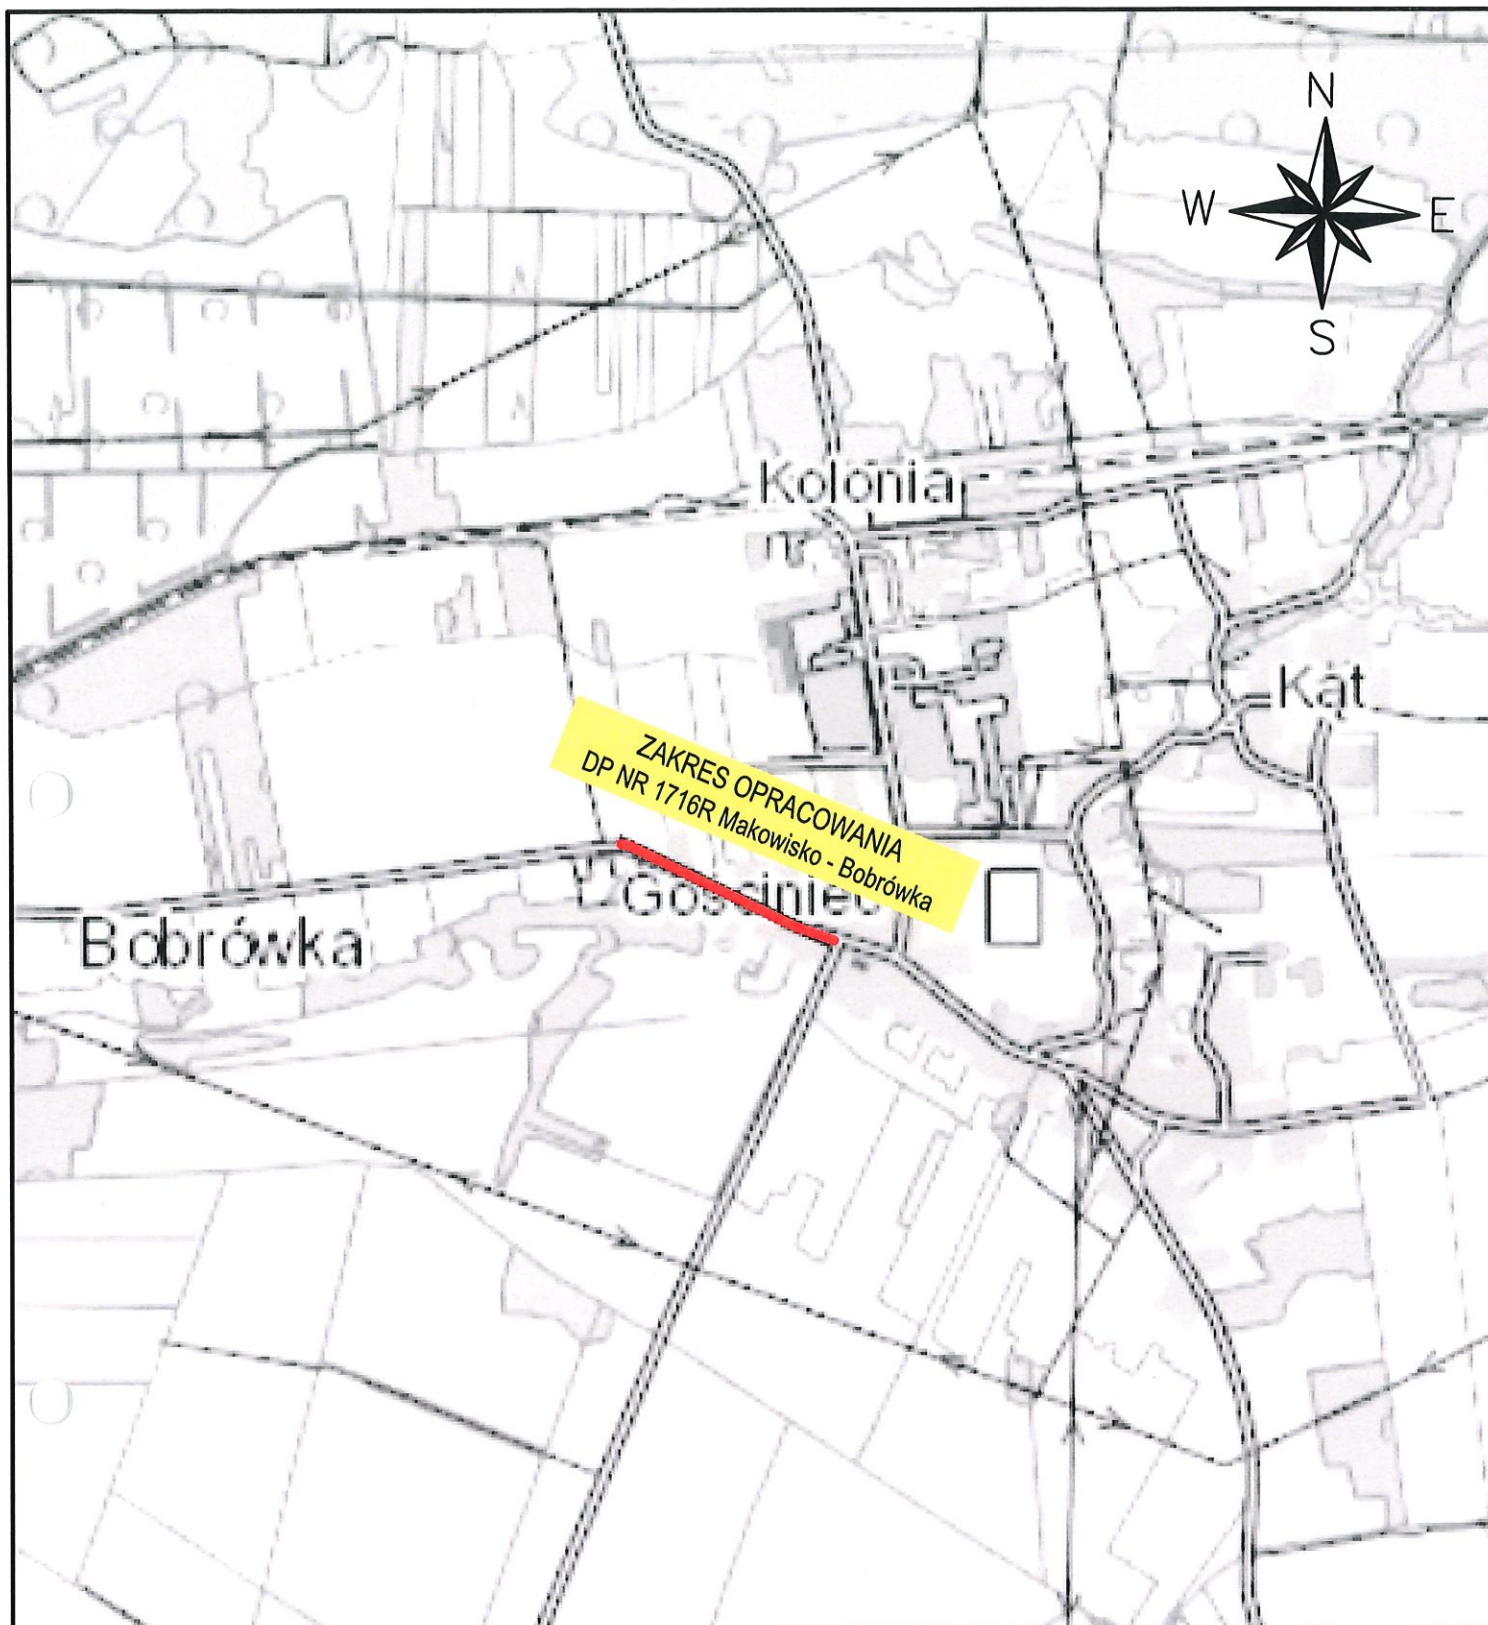 N
W E
S
Kolonia
Kąt
ZAKRES OPRACOWANIA
DP NR 1716R Makowisko - Bobrówka
Gościniec
Bobrówka